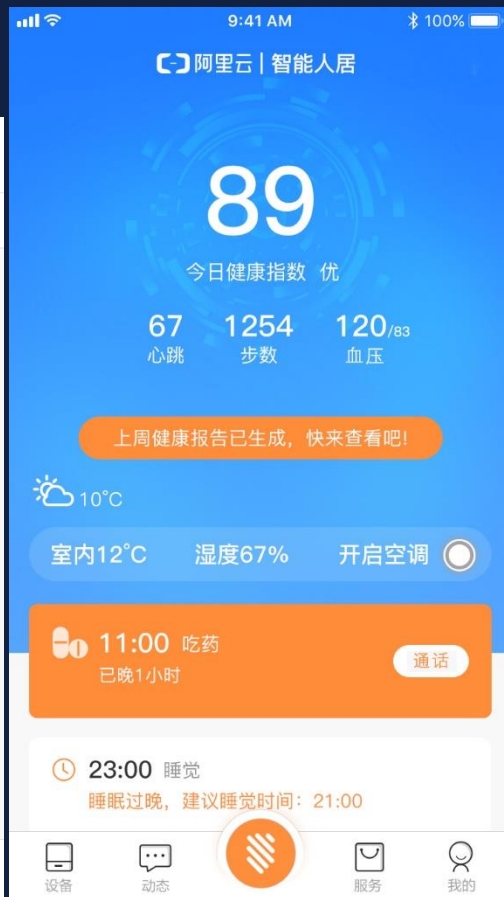 9:41 AM 100%
阿里云 | 智能人居
89
今日健康指数 优
67 1254 120/83
心跳 步数 血压
上周健康报告已生成，快来查看吧!
10°C
室内12°C 湿度67% 开启空调
11:00 吃药
已晚1小时
通话
23:00 睡觉
睡眠过晚，建议睡觉时间：21:00
设备 动态 服务 我的